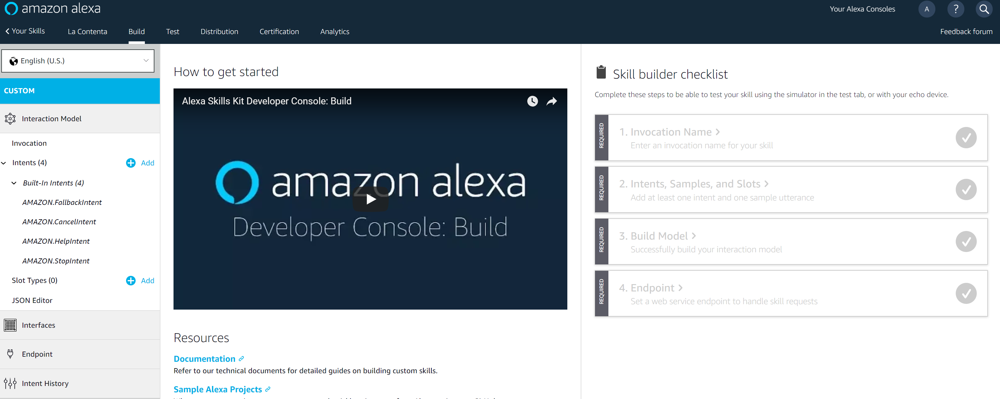 amazon alexa
Your Alexa Consoles
A
?
Your Skills
La Contenta
Build
Test
Distribution
Certification
Analytics
Feedback forum
English (U.S.)
CUSTOM
Interaction Model
Invocation
Intents (4)
Add
Built-In Intents (4)
AMAZON.FallbackIntent
AMAZON.CancelIntent
AMAZON.HelpIntent
AMAZON.StopIntent
Slot Types (0)
Add
JSON Editor
Interfaces
Endpoint
Intent History
How to get started
Alexa Skills Kit Developer Console: Build
amazon alexa
Developer Console: Build
Resources
Documentation
Refer to our technical documents for detailed guides on building custom skills.
Sample Alexa Projects
Skill builder checklist
Complete these steps to be able to test your skill using the simulator in the test tab, or with your echo device.
REQUIRED
1. Invocation Name
Enter an invocation name for your skill
REQUIRED
2. Intents, Samples, and Slots
Add at least one intent and one sample utterance
REQUIRED
3. Build Model
Successfully build your interaction model
REQUIRED
4. Endpoint
Set a web service endpoint to handle skill requests